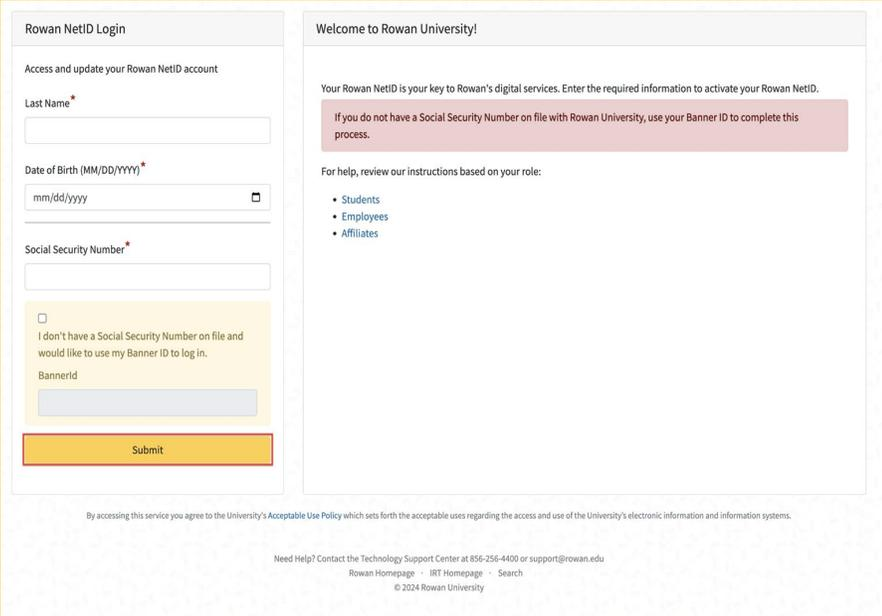 Rowan NetID Login
Access and update your Rowan NetID account
Last Name*
Date of Birth (MM/DD/YYYY)*
mm/dd/yyyy
Social Security Number*
I don't have a Social Security Number on file and
would like to use my Banner ID to log in.
BannerId
Submit
Welcome to Rowan University!
Your Rowan NetID is your key to Rowan's digital services. Enter the required information to activate your Rowan NetID.
If you do not have a Social Security Number on file with Rowan University, use your Banner ID to complete this
process.
For help, review our instructions based on your role:
• Students
• Employees
• Affiliates
By accessing this service you agree to the University's Acceptable Use Policy which sets forth the acceptable uses regarding the access and use of the University's electronic information and information systems.
Need Help? Contact the Technology Support Center at 856-256-4400 or support@rowan.edu
Rowan Homepage · IRT Homepage · Search
© 2024 Rowan University